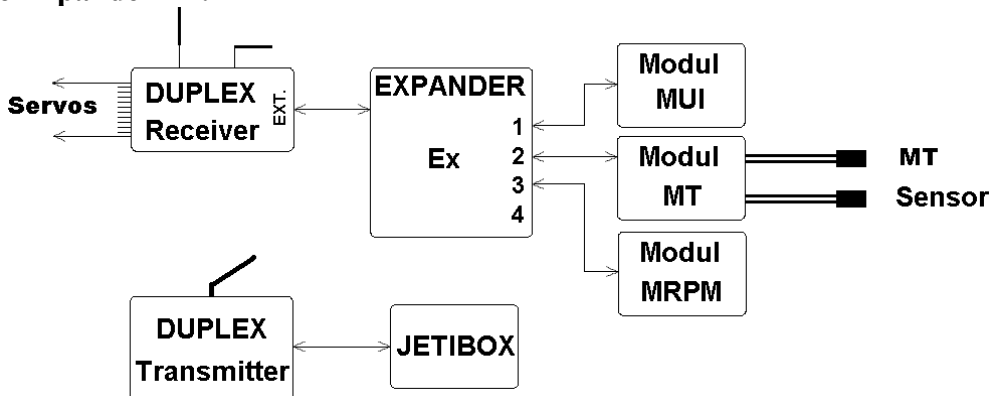 Servos
DUPLEX
Receiver
EXT.
EXPANDER
Ex
1
2
3
4
Modul
MUI
Modul
MT
MT
Sensor
Modul
MRPM
DUPLEX
Transmitter
JETIBOX